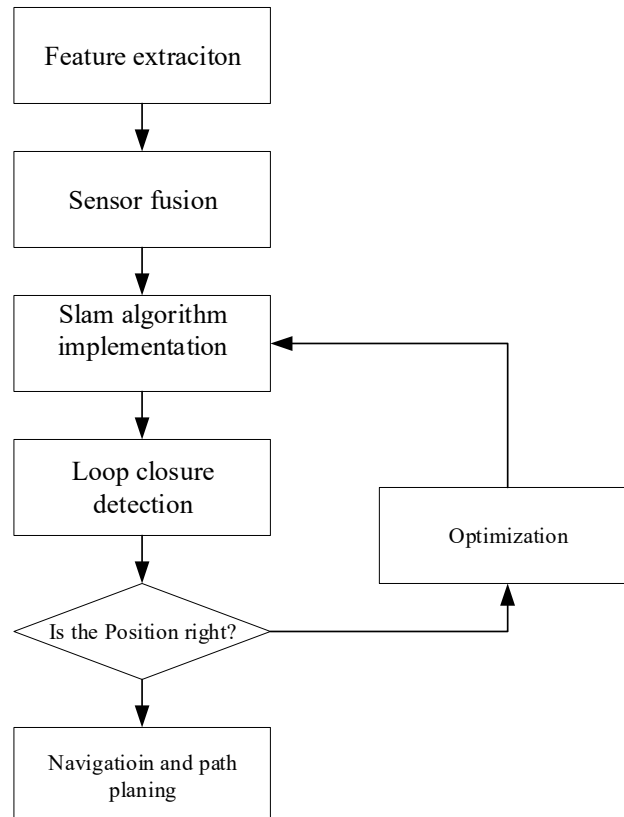 Feature extraciton
Sensor fusion
Slam algorithm
implementation
Loop closure
detection
Optimization
Is the Position right?
Navigatioin and path
planing